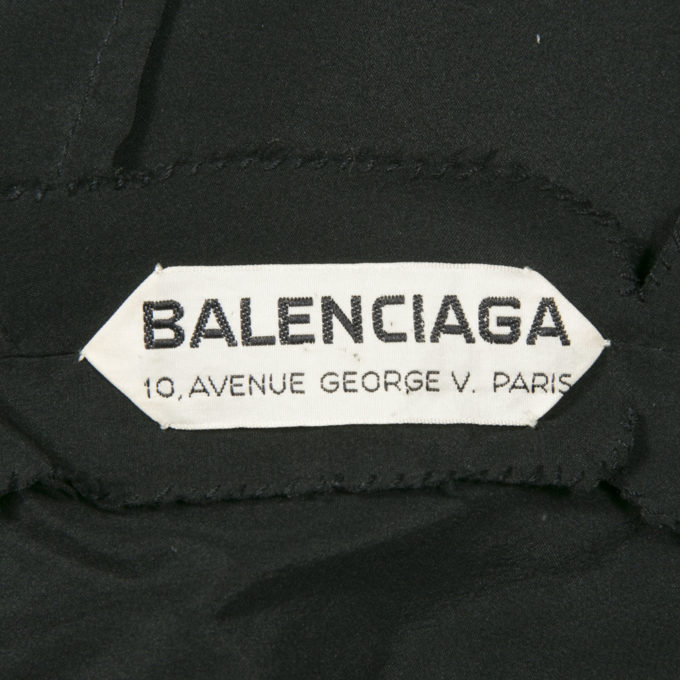 BALENCIAGA
10, AVENUE GEORGE V. PARIS